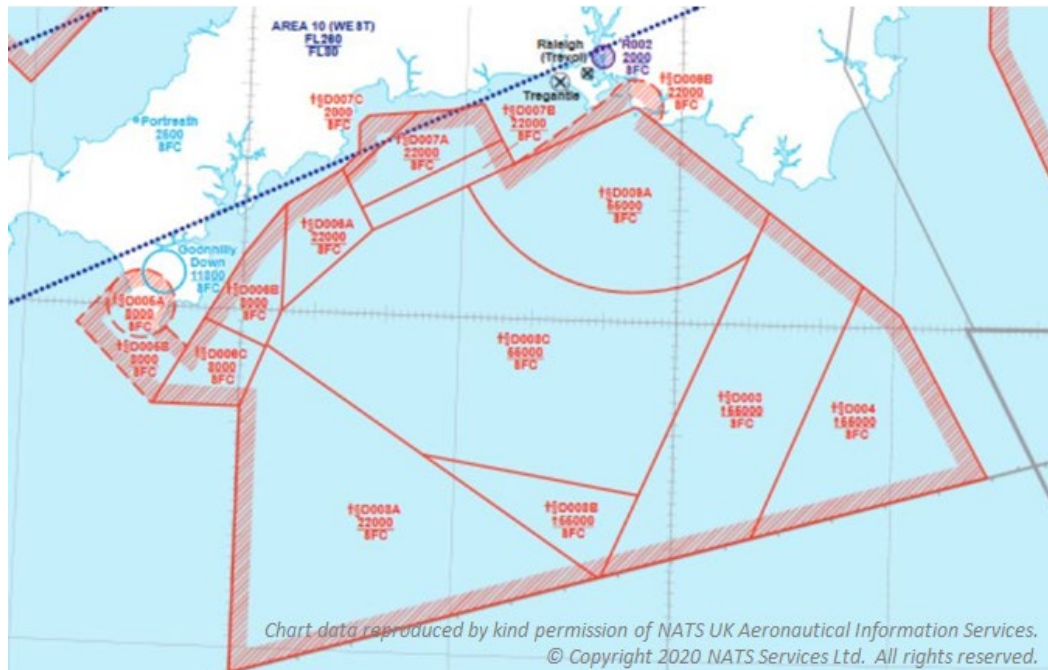 AREA 10 (WEST)
FL260
FL80
Raleigh
(Trevol)
R002
2000
SFC
Tregantle
†§D009B
22000
SFC
†§D007C
2000
SFC
†§D007B
22000
SFC
Portreath
2600
SFC
†§D007A
22000
SFC
†§D009A
55000
SFC
†§D006A
22000
SFC
Goonhilly
Down
11800
SFC
†§D005A
8000
SFC
†§D006B
8000
SFC
†§D005B
8000
SFC
†§D006C
8000
SFC
†§D008C
55000
SFC
†§D003
†55000
SFC
†§D004
†55000
SFC
†§D008A
22000
SFC
†§D008B
†55000
SFC
Chart data reproduced by kind permission of NATS UK Aeronautical Information Services.
© Copyright 2020 NATS Services Ltd. All rights reserved.